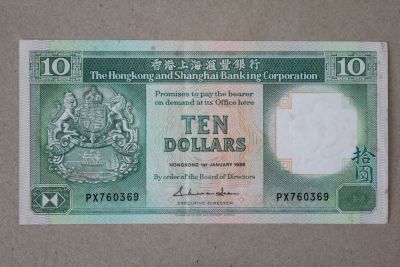 10 香港上海滙豐銀行 10
The Hongkong and Shanghai Banking Corporation
Promises to pay the bearer
on demand at its Office here
TEN
DOLLARS
拾圓
HONGKONG 1st JANUARY
By order of the Board of Directors
PX760369 PX760369
EXECUTIVE DIRECTOR